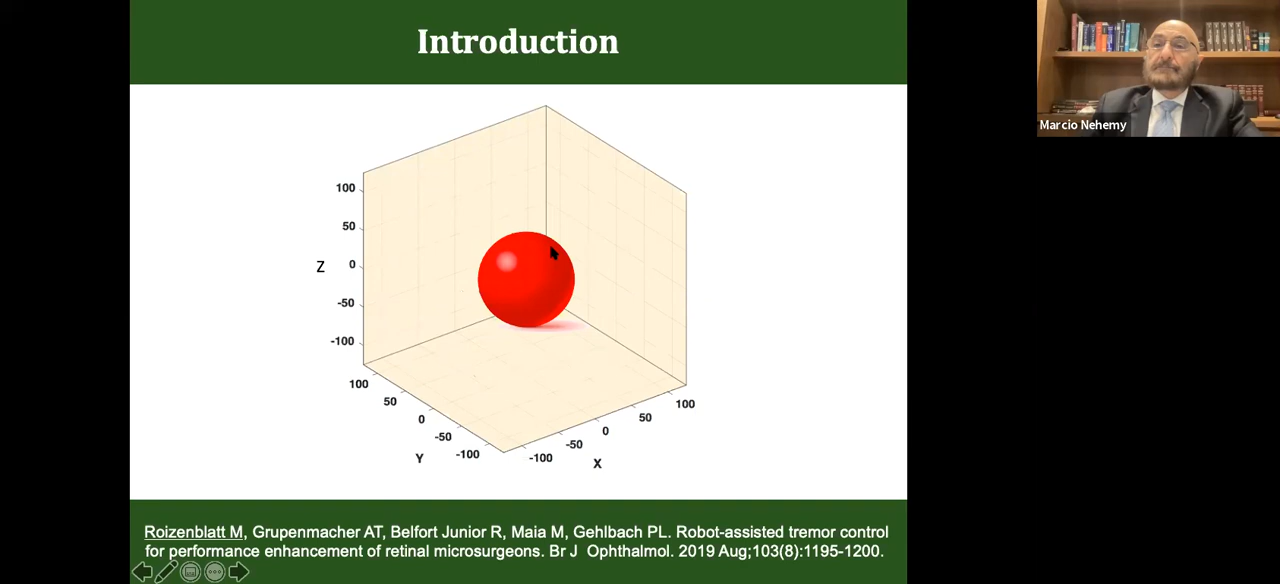 Introduction
Marcio Nehemy
100
50
Z
0
-50
-100
100
50
0
-50
-100
Y
-100
-50
0
50
100
X
Roizenblatt M, Grupenmacher AT, Belfort Junior R, Maia M, Gehlbach PL. Robot-assisted tremor control
for performance enhancement of retinal microsurgeons. Br J Ophthalmol. 2019 Aug;103(8):1195-1200.